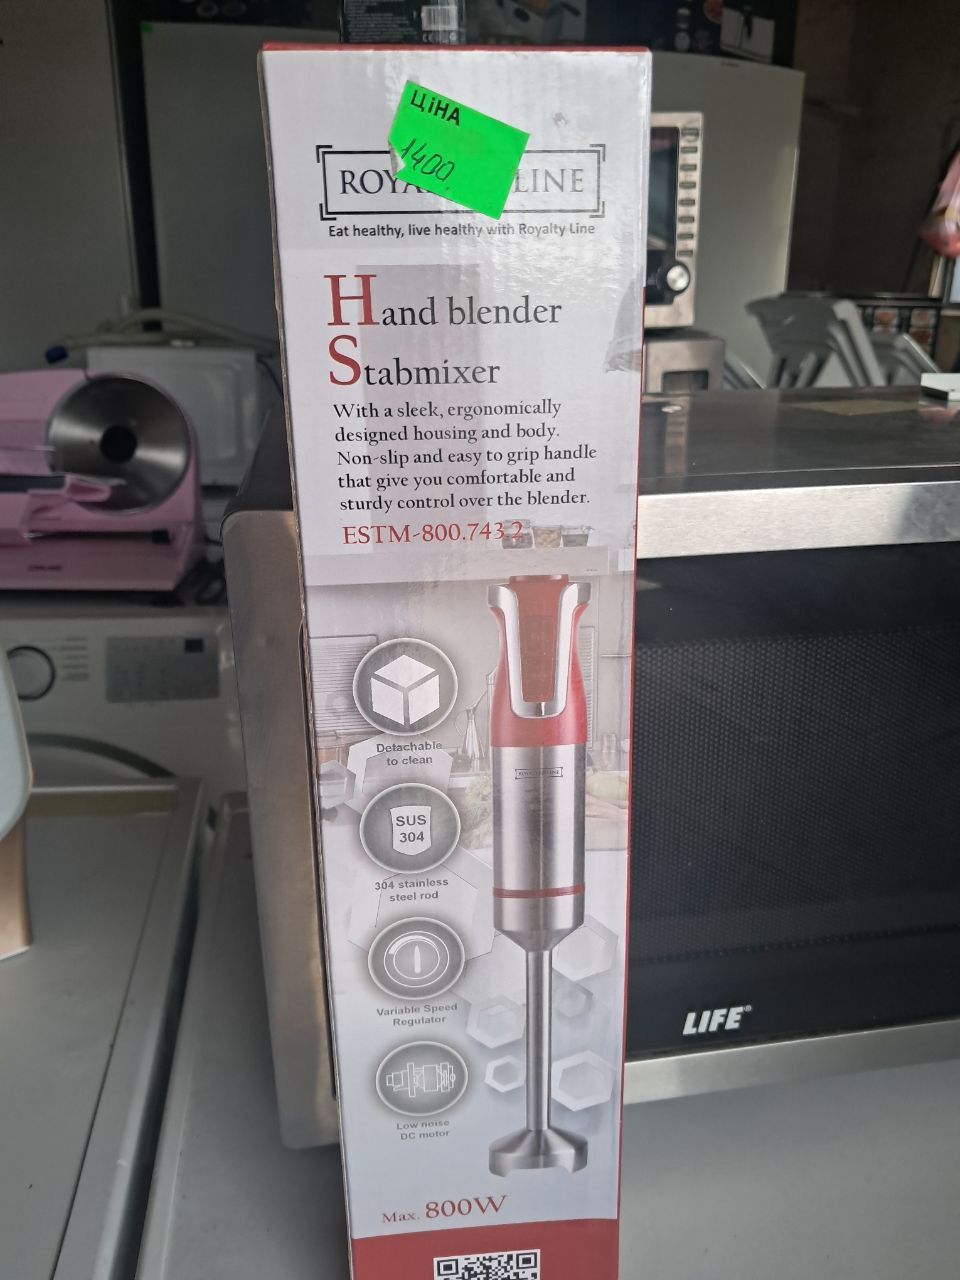 ЦІНА
1400
ROYA LINE
Eat healthy, live healthy with Royalty Line
Hand blender
Stabmixer
With a sleek, ergonomically
designed housing and body.
Non-slip and easy to grip handle
that give you comfortable and
sturdy control over the blender.
ESTM-800.743.2
Detachable
to clean
SUS
304
304 stainless
steel rod
Variable Speed
Regulator
Low noise
DC motor
Max. 800W
LIFE®